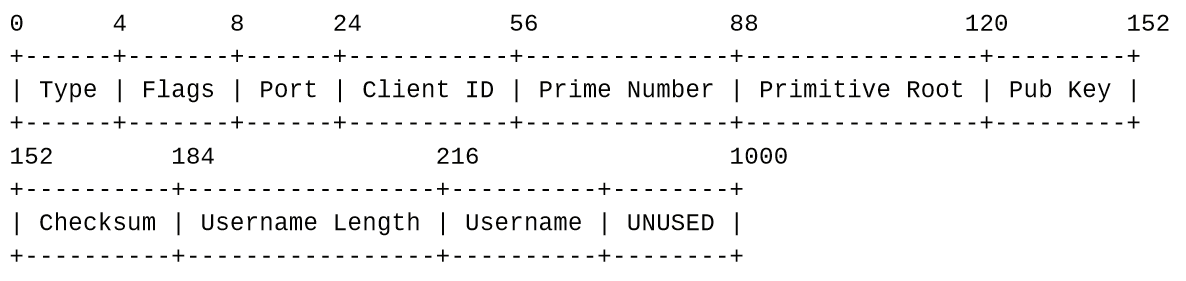 0      4       8      24          56             88              120       152
+------+-------+------+-----------+--------------+----------------+---------+
| Type | Flags | Port | Client ID | Prime Number | Primitive Root | Pub Key |
+------+-------+------+-----------+--------------+----------------+---------+
152        184               216                 1000
+----------+-----------------+----------+--------+
| Checksum | Username Length | Username | UNUSED |
+----------+-----------------+----------+--------+